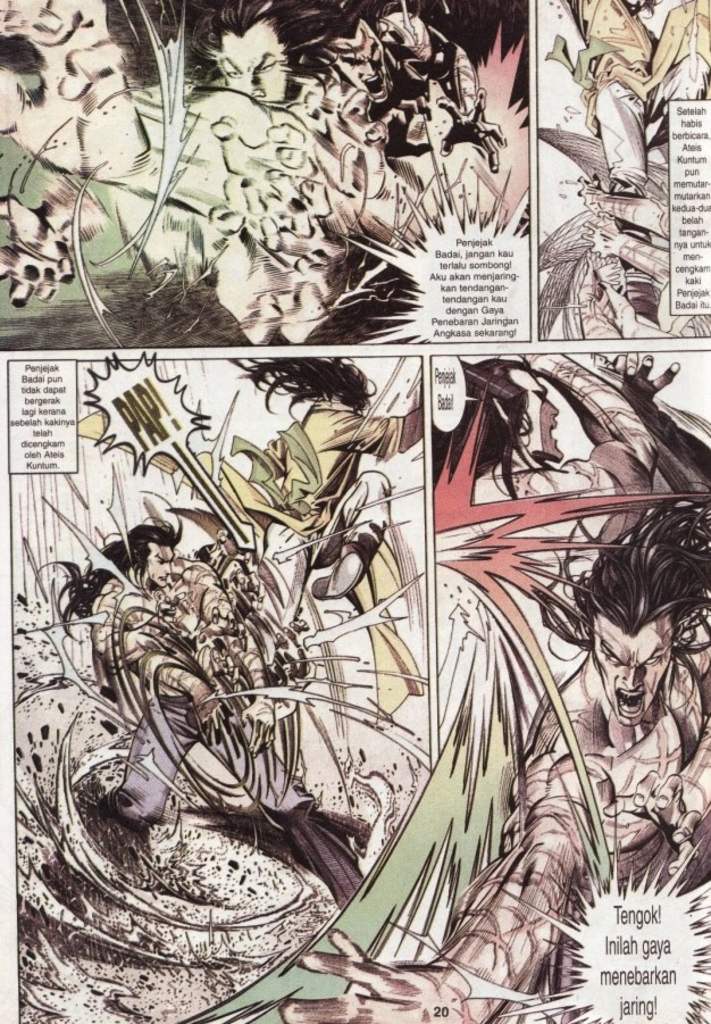 Penjejak
Badai, jangan kau
terlalu sombong!
Aku akan menjaring-
kan tendangan-
tendangan kau
dengan Gaya
Penebaran Jaringan
Angkasa sekarang!
Setelah
habis
berbicara,
Ateis
Kuntum
pun
memutar-
mutarkan
kedua-dua
belah
tangan-
nya untuk
men-
cengkam
kaki
Penjejak
Badai itu.
Penjejak
Badai pun
tidak dapat
bergerak
lagi kerana
sebelah kakinya
telah
dicengkam
oleh Ateis
Kuntum.
PAP!
Penjejak
Badai!
Tengok!
Inilah gaya
menebarkan
jaring!
20